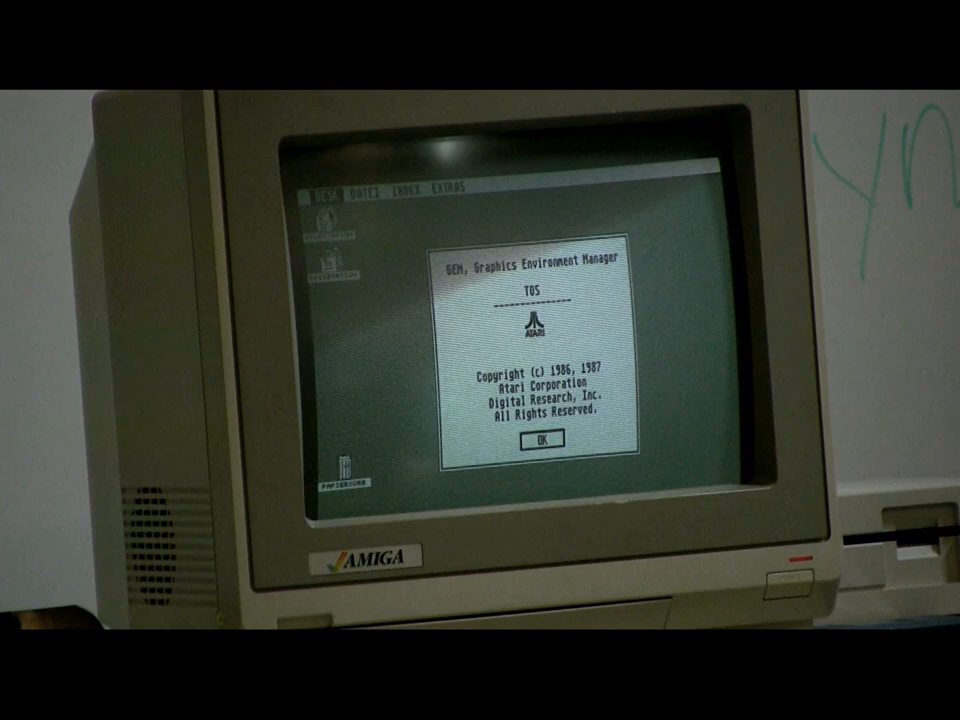 yn
DESK DATEI INDEX EXTRAS
GEM, Graphics Environment Manager
TOS
ATARI
Copyright (c) 1986, 1987
Atari Corporation
Digital Research, Inc.
All Rights Reserved.
OK
PAPIERKORB
AMIGA